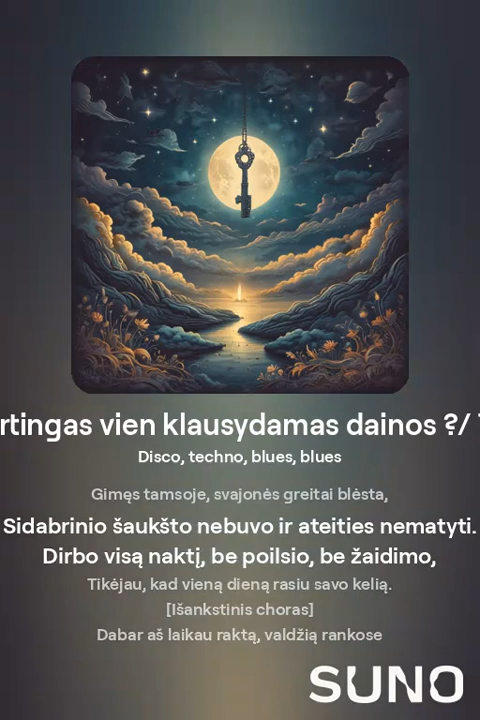 rtingas vien klausydamas dainos ?/
Disco, techno, blues, blues
Gimęs tamsoje, svajonės greitai blėsta,
Sidabrinio šaukšto nebuvo ir ateities nematyti.
Dirbo visą naktį, be poilsio, be žaidimo,
Tikėjau, kad vieną dieną rasiu savo kelią.
[Išankstinis choras]
Dabar aš laikau raktą, valdžią rankose
SUNO